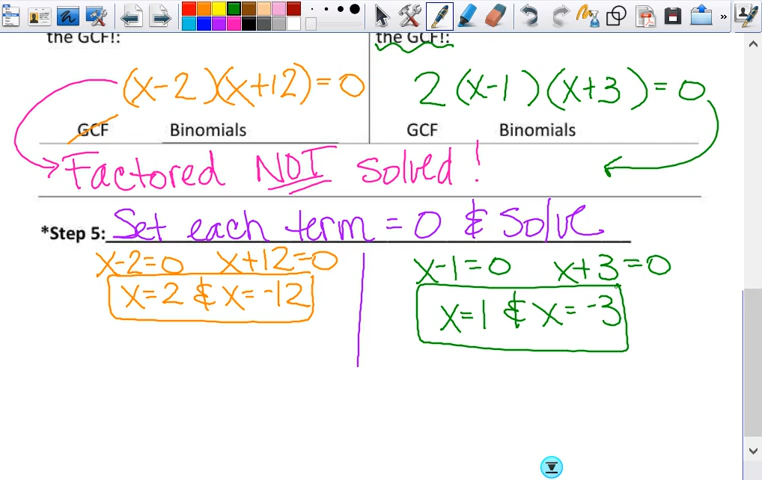 the GCF!:
the GCF!:
(x-2)(x+12)=0
2(x-1)(x+3)=0
GCF Binomials
GCF Binomials
Factored NOT solved!
*Step 5: Set each term = 0 & Solve
x-2=0 x+12=0
x=2 & x=-12
x-1=0 x+3=0
x=1 & x=-3